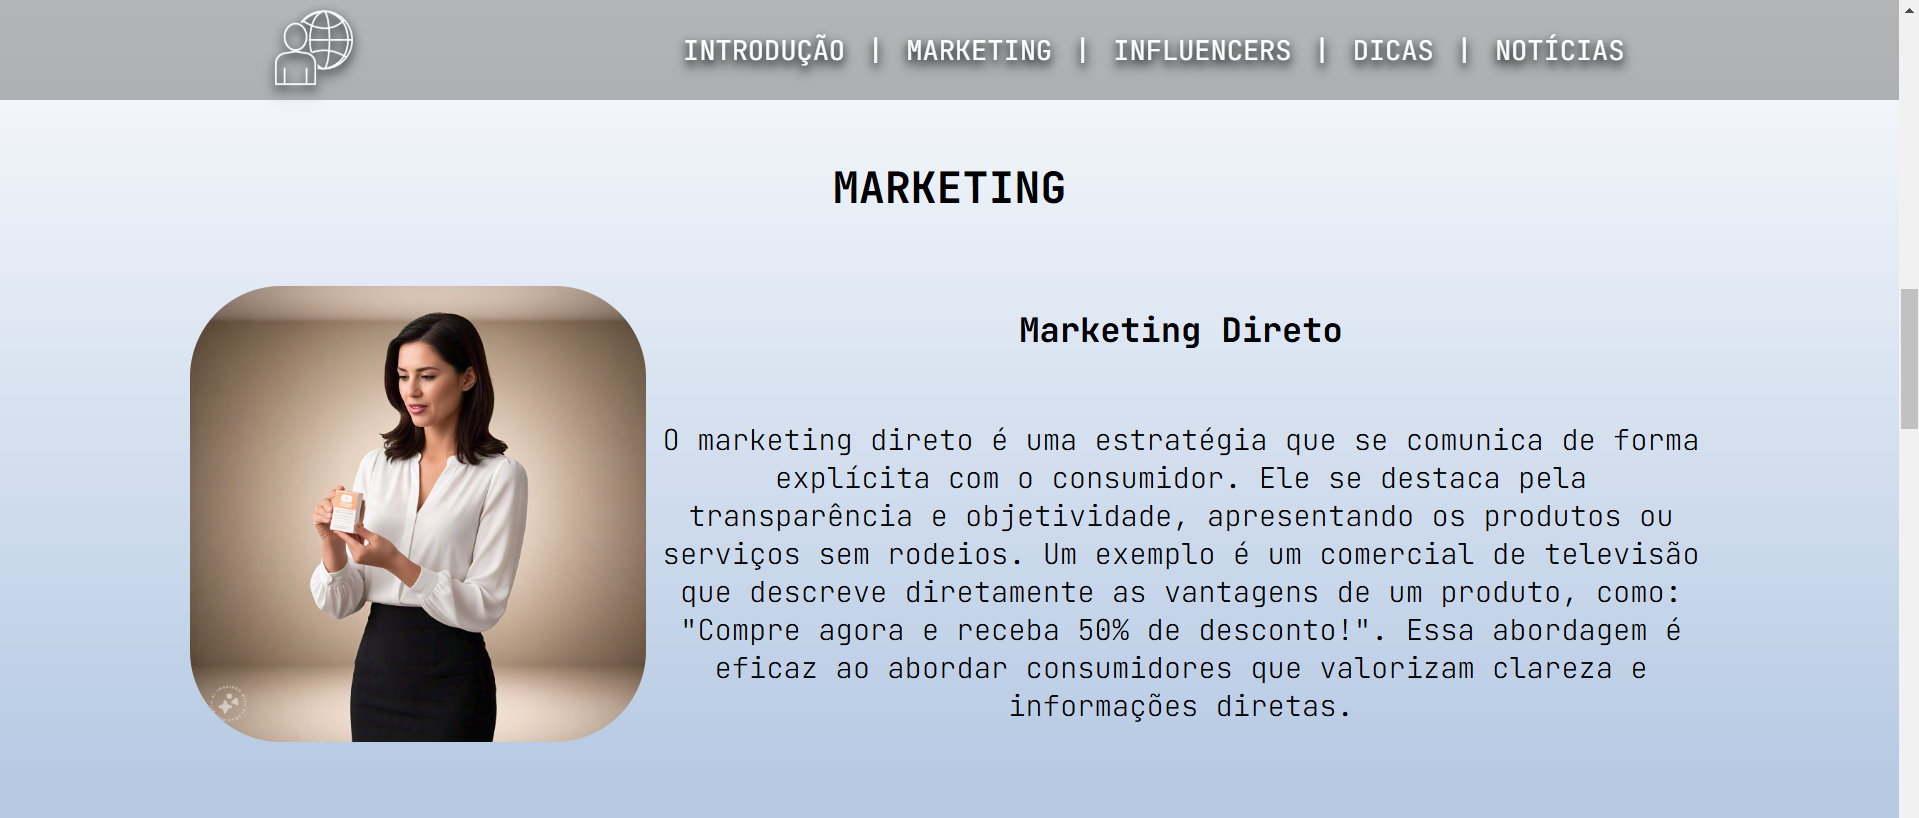 INTRODUÇÃO | MARKETING | INFLUENCERS | DICAS | NOTÍCIAS
MARKETING
Marketing Direto
O marketing direto é uma estratégia que se comunica de forma
explícita com o consumidor. Ele se destaca pela
transparência e objetividade, apresentando os produtos ou
serviços sem rodeios. Um exemplo é um comercial de televisão
que descreve diretamente as vantagens de um produto, como:
"Compre agora e receba 50% de desconto!". Essa abordagem é
eficaz ao abordar consumidores que valorizam clareza e
informações diretas.